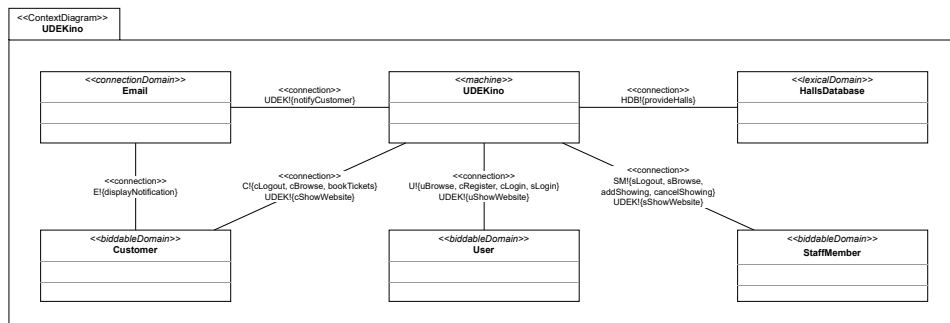 <<ContextDiagram>>
UDEKino
<<connectionDomain>>
Email
<<connection>>
UDEK!{notifyCustomer}
<<machine>>
UDEKino
<<connection>>
HDB!{provideHalls}
<<lexicalDomain>>
HallsDatabase
<<connection>>
E!{displayNotification}
<<connection>>
C!{cLogout, cBrowse, bookTickets}
UDEK!{cShowWebsite}
<<connection>>
U!{uBrowse, cRegister, cLogin, sLogin}
UDEK!{uShowWebsite}
<<connection>>
SM!{sLogout, sBrowse,
addShowing, cancelShowing}
UDEK!{sShowWebsite}
<<biddableDomain>>
Customer
<<biddableDomain>>
User
<<biddableDomain>>
StaffMember